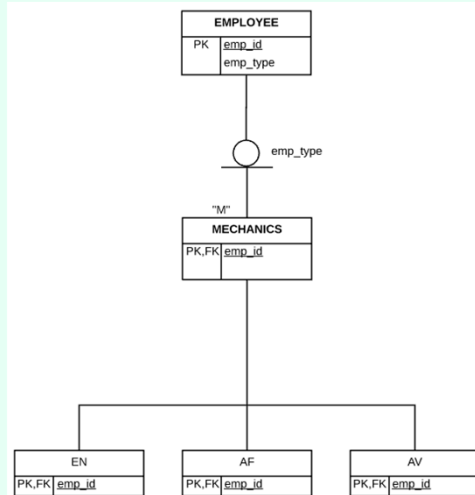 EMPLOYEE
PK emp_id
emp_type
emp_type
"M"
MECHANICS
PK,FK emp_id
EN AF AV
PK,FK emp_id PK,FK emp_id PK,FK emp_id